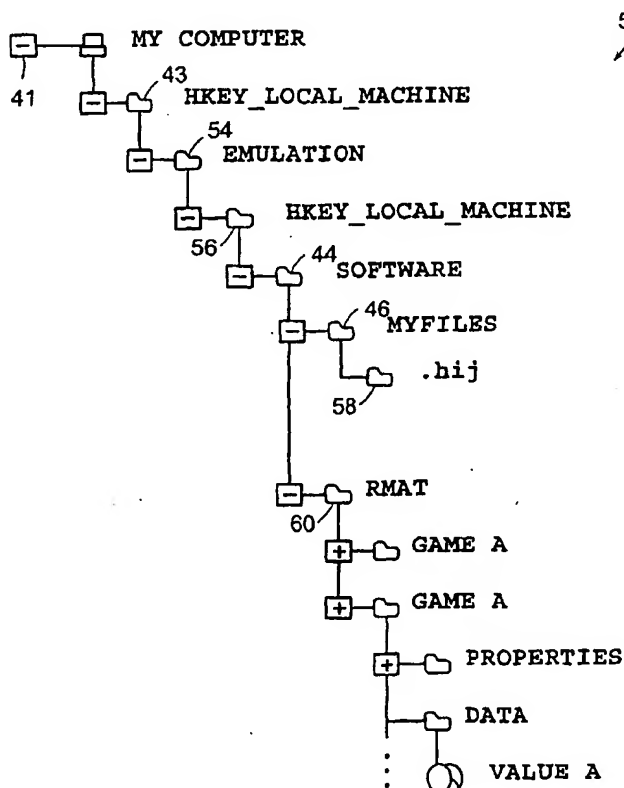 MY COMPUTER
5
41
43
HKEY_LOCAL_MACHINE
54
EMULATION
HKEY_LOCAL_MACHINE
56
44
SOFTWARE
46
MYFILES
.hij
58
RMAT
60
GAME A
GAME A
PROPERTIES
DATA
VALUE A